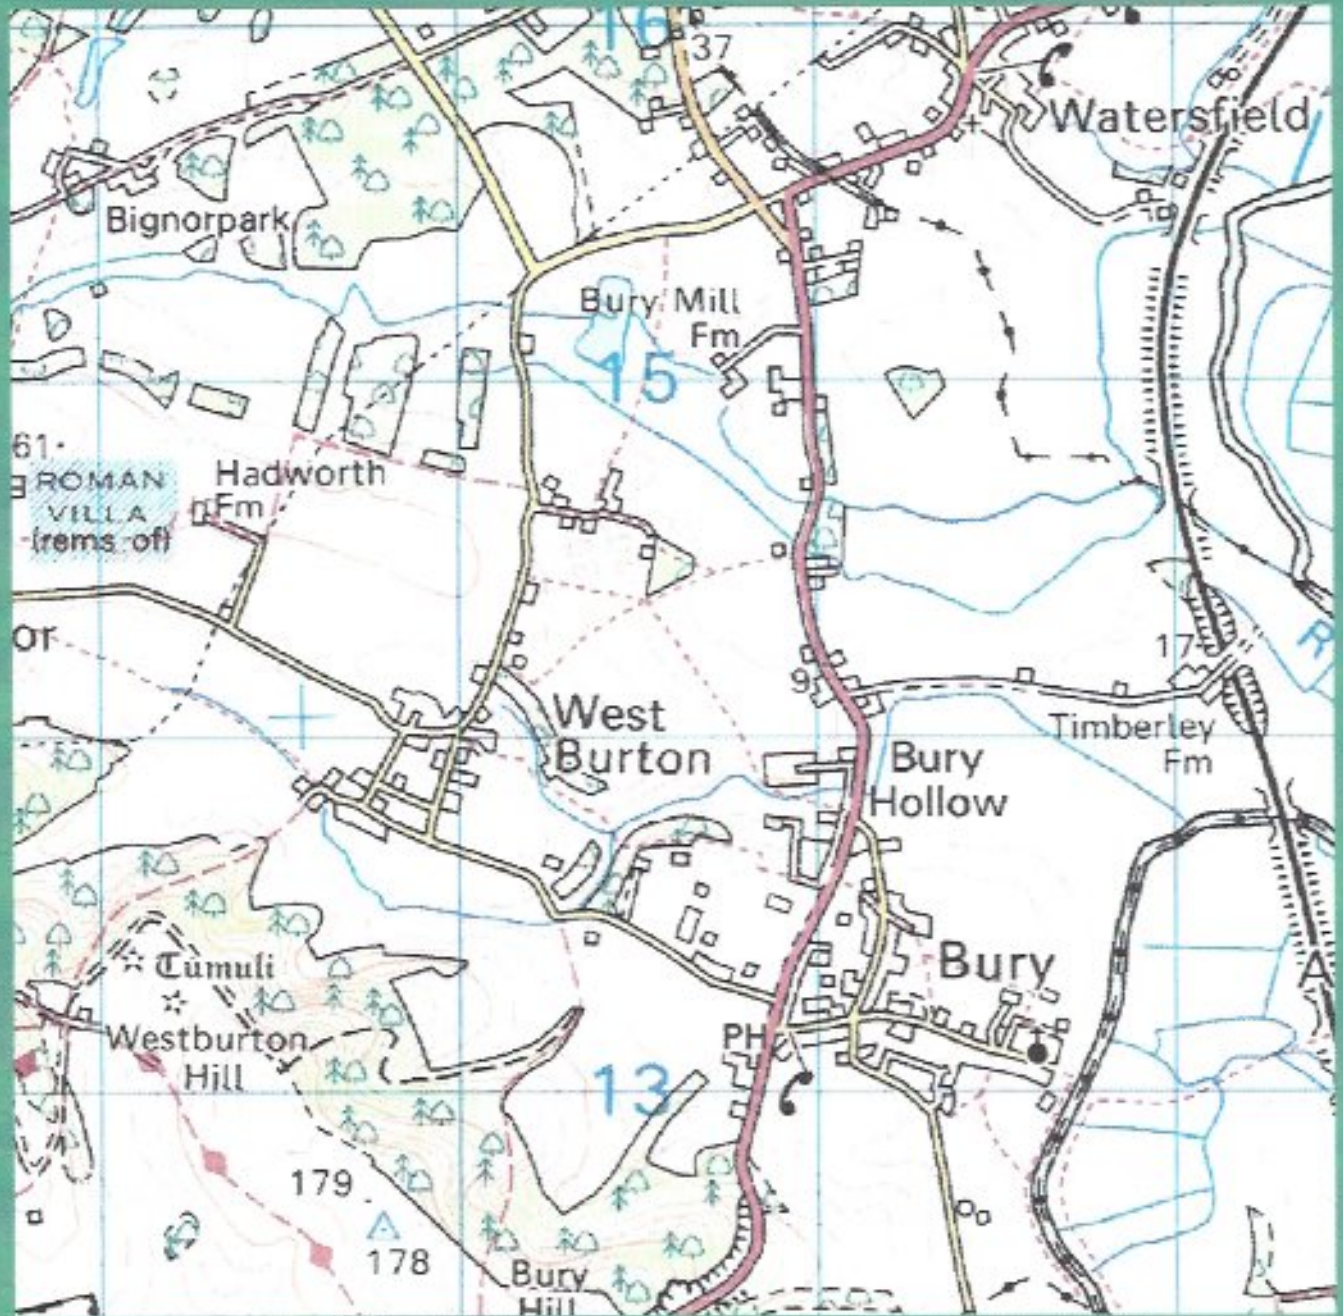 16
37
Watersfield
Bignorpark
Bury Mill
Fm
15
61
ROMAN
VILLA
(rems of)
Hadworth
Fm
or
17
R
9
West
Burton
Timberley
Fm
Bury
Hollow
Tumuli
Bury
A
Westburton
Hill
PH
13
179
178
Bury
Hill